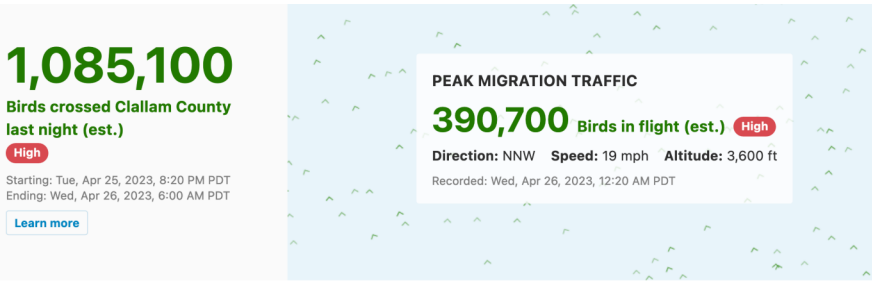 1,085,100
Birds crossed Clallam County
last night (est.)
High
Starting: Tue, Apr 25, 2023, 8:20 PM PDT
Ending: Wed, Apr 26, 2023, 6:00 AM PDT
Learn more
PEAK MIGRATION TRAFFIC
390,700 Birds in flight (est.) High
Direction: NNW Speed: 19 mph Altitude: 3,600 ft
Recorded: Wed, Apr 26, 2023, 12:20 AM PDT